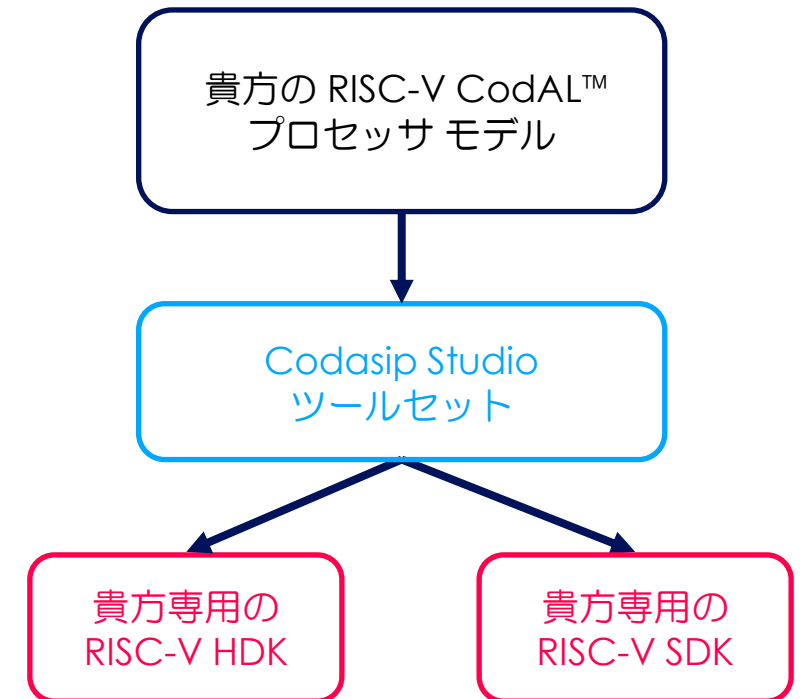 貴方の RISC-V CodAL™
プロセッサ モデル
Codasip Studio
ツールセット
貴方専用の
RISC-V HDK
貴方専用の
RISC-V SDK